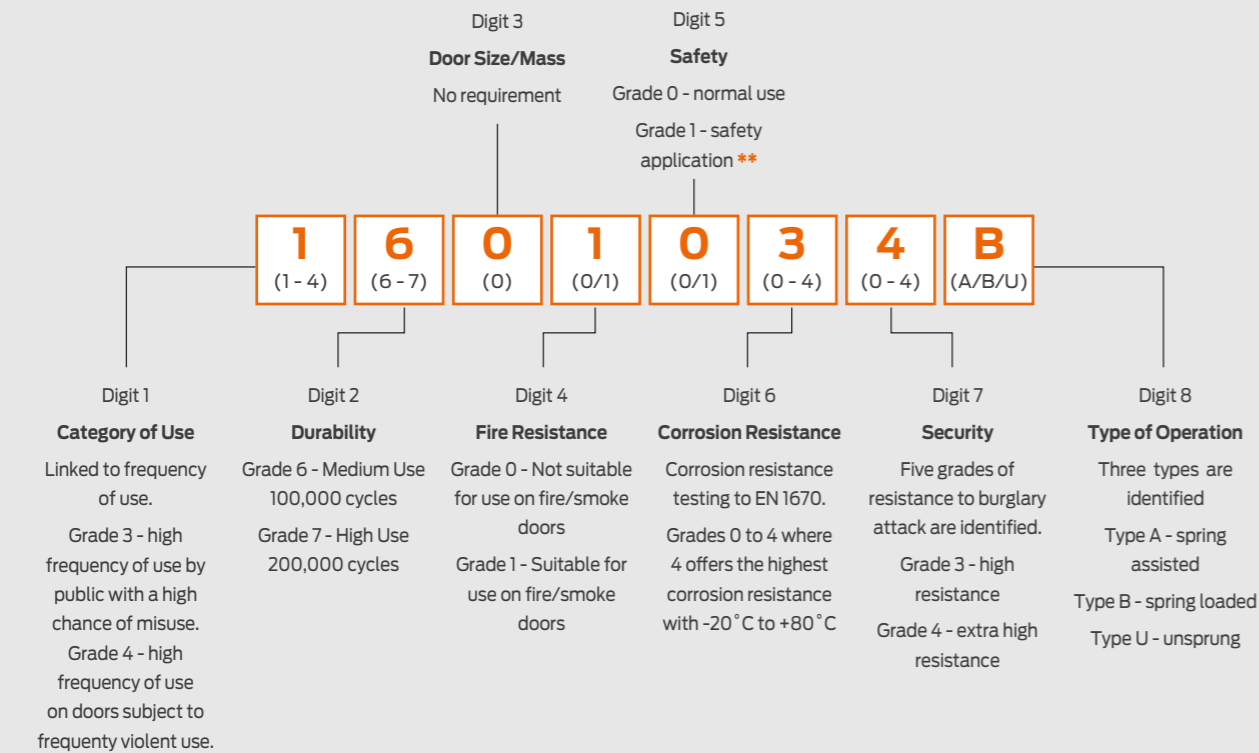 Digit 3
Door Size/Mass
No requirement
Digit 5
Safety
Grade 0 - normal use
Grade 1 - safety
application **
1
(1 - 4)
6
(6 - 7)
0
(0)
1
(0/1)
0
(0/1)
3
(0 - 4)
4
(0 - 4)
B
(A/B/U)
Digit 1
Category of Use
Linked to frequency
of use.
Grade 3 - high
frequency of use by
public with a high
chance of misuse.
Grade 4 - high
frequency of use
on doors subject to
frequenty violent use.
Digit 2
Durability
Grade 6 - Medium Use
100,000 cycles
Grade 7 - High Use
200,000 cycles
Digit 4
Fire Resistance
Grade 0 - Not suitable
for use on fire/smoke
doors
Grade 1 - Suitable for
use on fire/smoke
doors
Digit 6
Corrosion Resistance
Corrosion resistance
testing to EN 1670.
Grades 0 to 4 where
4 offers the highest
corrosion resistance
with -20˚C to +80˚C
Digit 7
Security
Five grades of
resistance to burglary
attack are identified.
Grade 3 - high
resistance
Grade 4 - extra high
resistance
Digit 8
Type of Operation
Three types are
identified
Type A - spring
assisted
Type B - spring loaded
Type U - unsprung